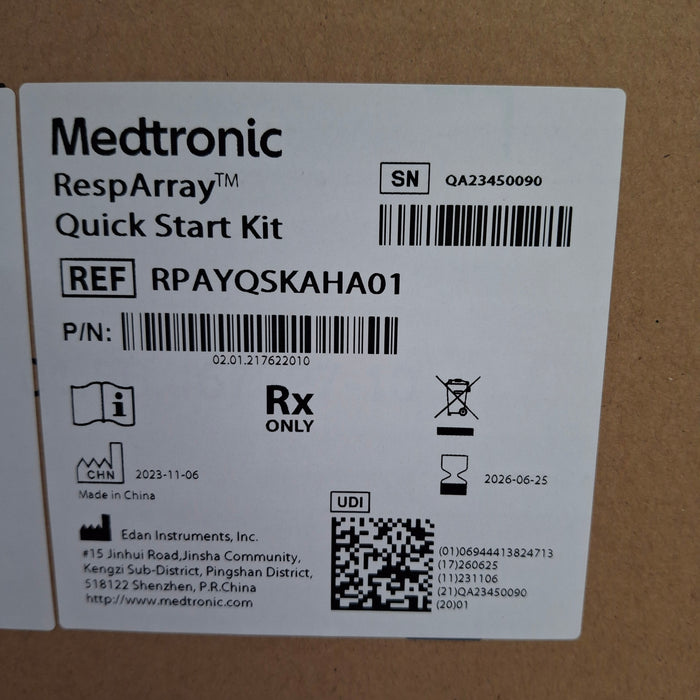 Medtronic
RespArray™
Quick Start Kit
SN QA23450090
REF RPAYQSKAHA01
P/N:
02.01.217622010
i
Rx
ONLY
CHN 2023-11-06
Made in China
2026-06-25
UDI
Edan Instruments, Inc.
#15 Jinhui Road,Jinsha Community,
Kengzi Sub-District, Pingshan District,
518122 Shenzhen, P.R.China
http://www.medtronic.com
(01)06944413824713
(17)260625
(11)231106
(21)QA23450090
(20)01